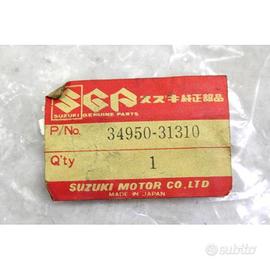 SGP スズキ純正部品
SUZUKI GENUINE PARTS
P/No. 34950-31310
Q'ty 1
SUZUKI MOTOR CO.,LTD
MADE IN JAPAN
subito